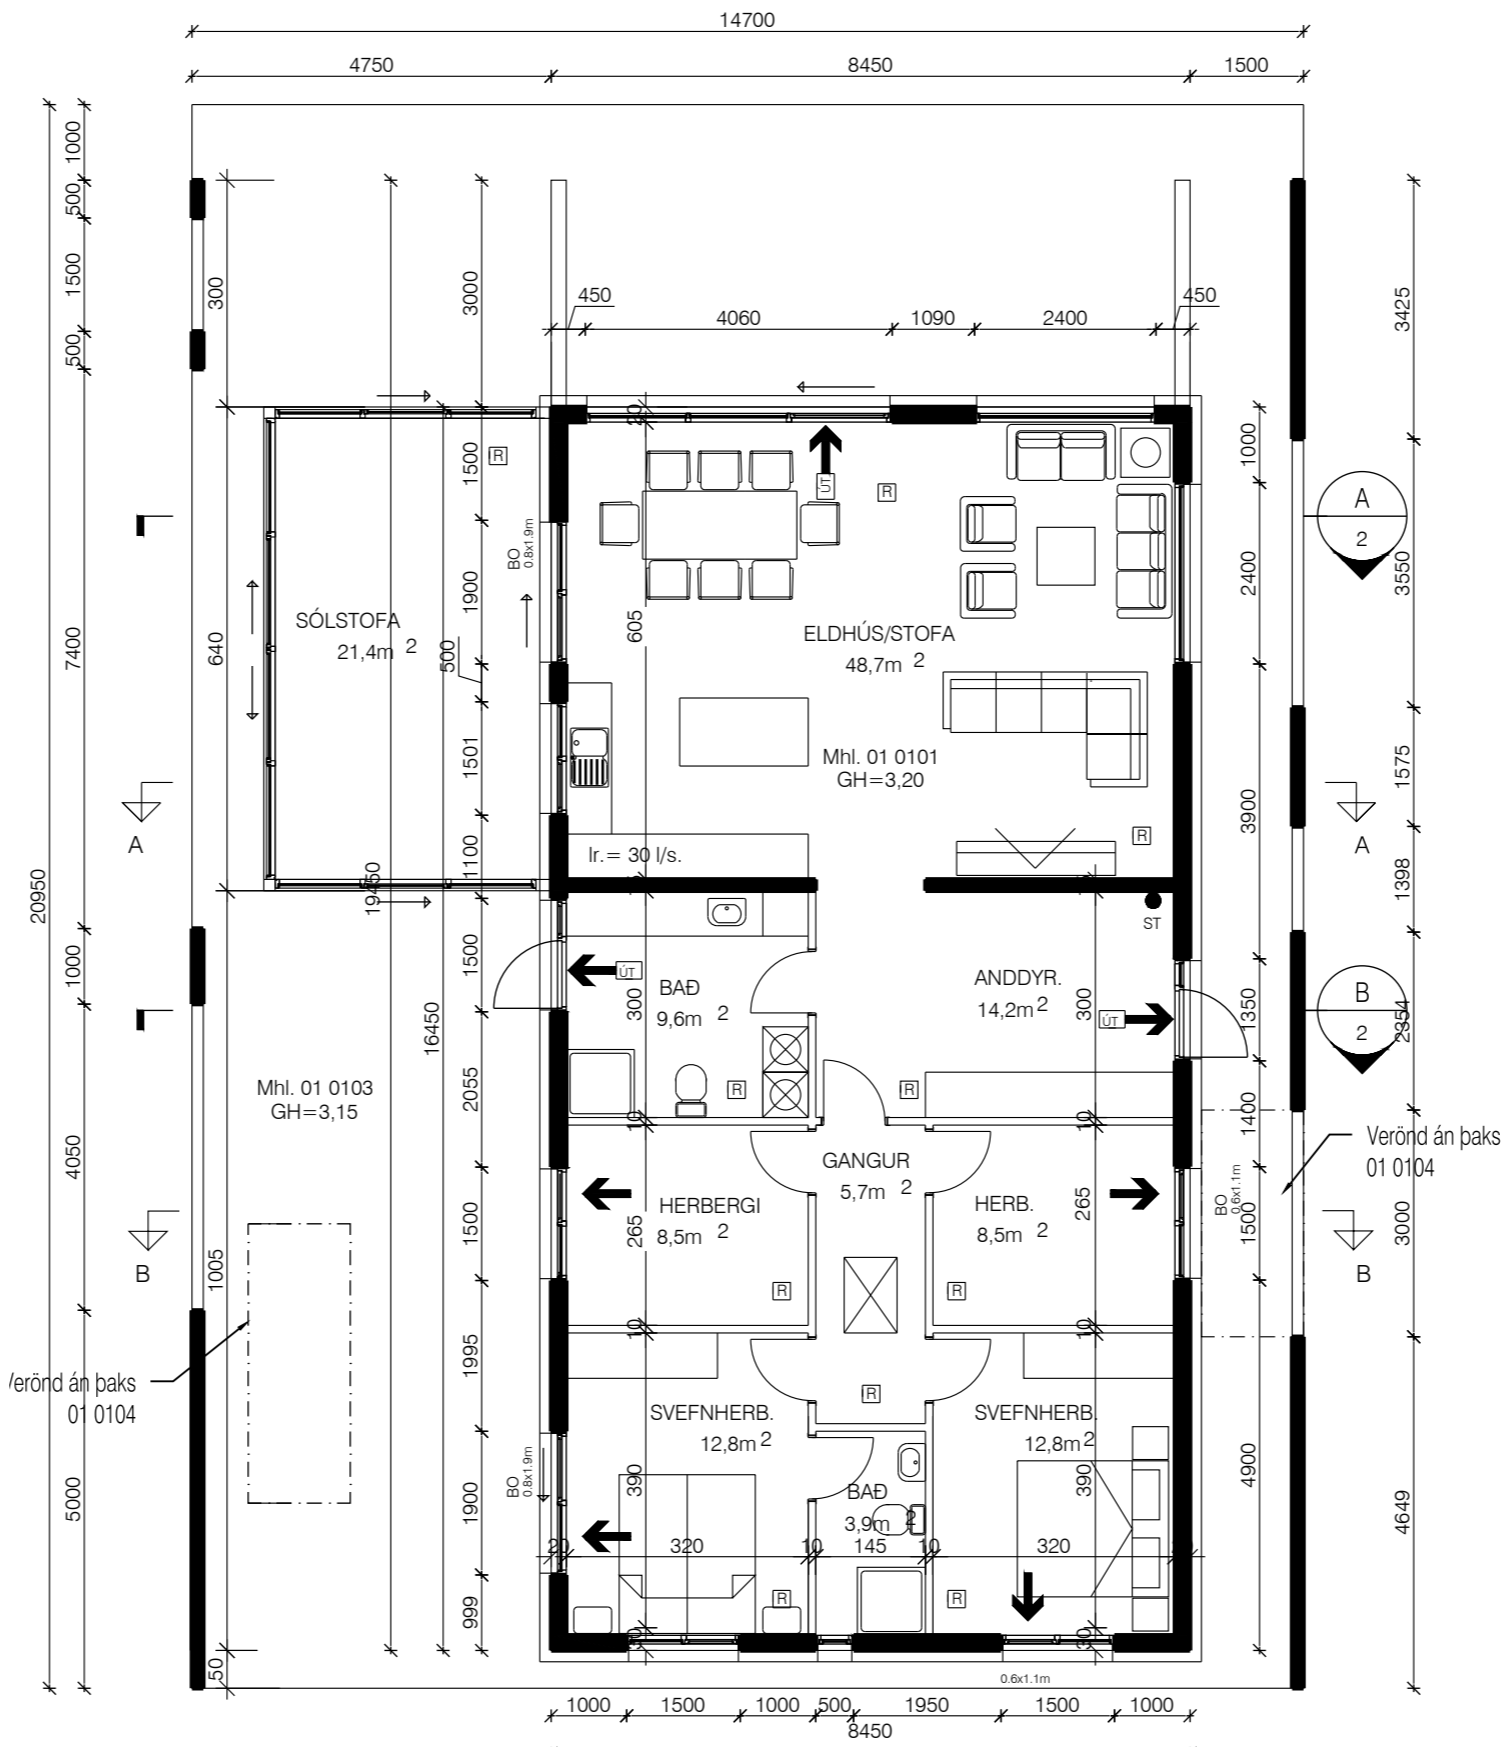 14700
4750 8450 1500
1000
500
1500
500
7400
1000
4050
5000
20950
300
640
1005
50
19450
16450
3000
1500
1900
500
1501
1100
1500
2055
1500
1995
1900
999
450
4060 1090 2400
450
3425
3550
1575
1398
2354
3000
4649
1000
2400
3900
1350
1400
1500
4900
20
R
ÚT
R
BO
0.8x1.9m
A
2
SÓLSTOFA
21,4m 2
605
ELDHÚS/STOFA
48,7m 2
Mhl. 01 0101
GH=3,20
R
Ir.= 30 l/s.
A
A
ST
ÚT
BAÐ
9,6m 2
300
ANDDYR.
14,2m 2
300
ÚT
B
2
Mhl. 01 0103
GH=3,15
R
R
10
10
GANGUR
5,7m 2
HERBERGI
8,5m 2
265
HERB.
8,5m 2
265
BO
0,6x1.1m
Verönd án þaks
01 0104
B
B
R
R
10
10
Verönd án þaks
01 0104
R
SVEFNHERB.
12,8m 2
390
SVEFNHERB.
12,8m 2
390
BO
0.8x1.9m
BAÐ
3,9m 2
20 320 10 145 10 320
R
R
30
30
0.6x1.1m
1000 1500 1000 500 1950 1500 1000
8450